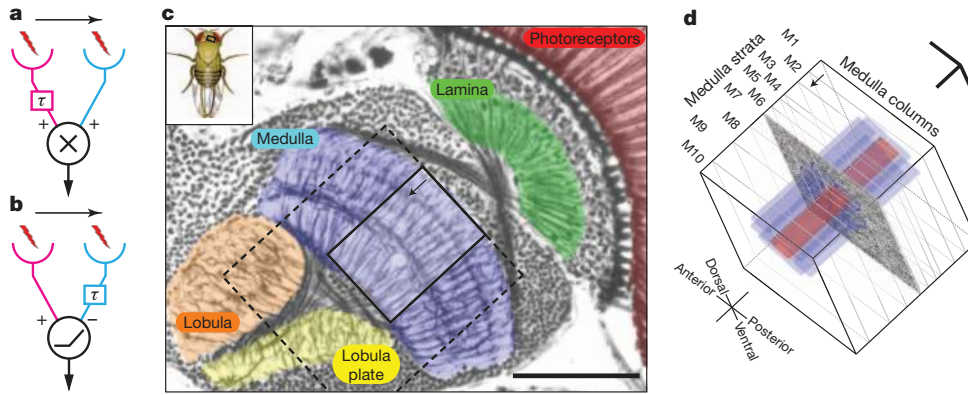 a
τ
+ +
×
b
τ
+ −
c
Photoreceptors
Lamina
Medulla
Lobula
Lobula
plate
d
Medulla strata
M1
M2
M3
M4
M5
M6
M7
M8
M9
M10
Medulla columns
Dorsal
Anterior
Posterior
Ventral